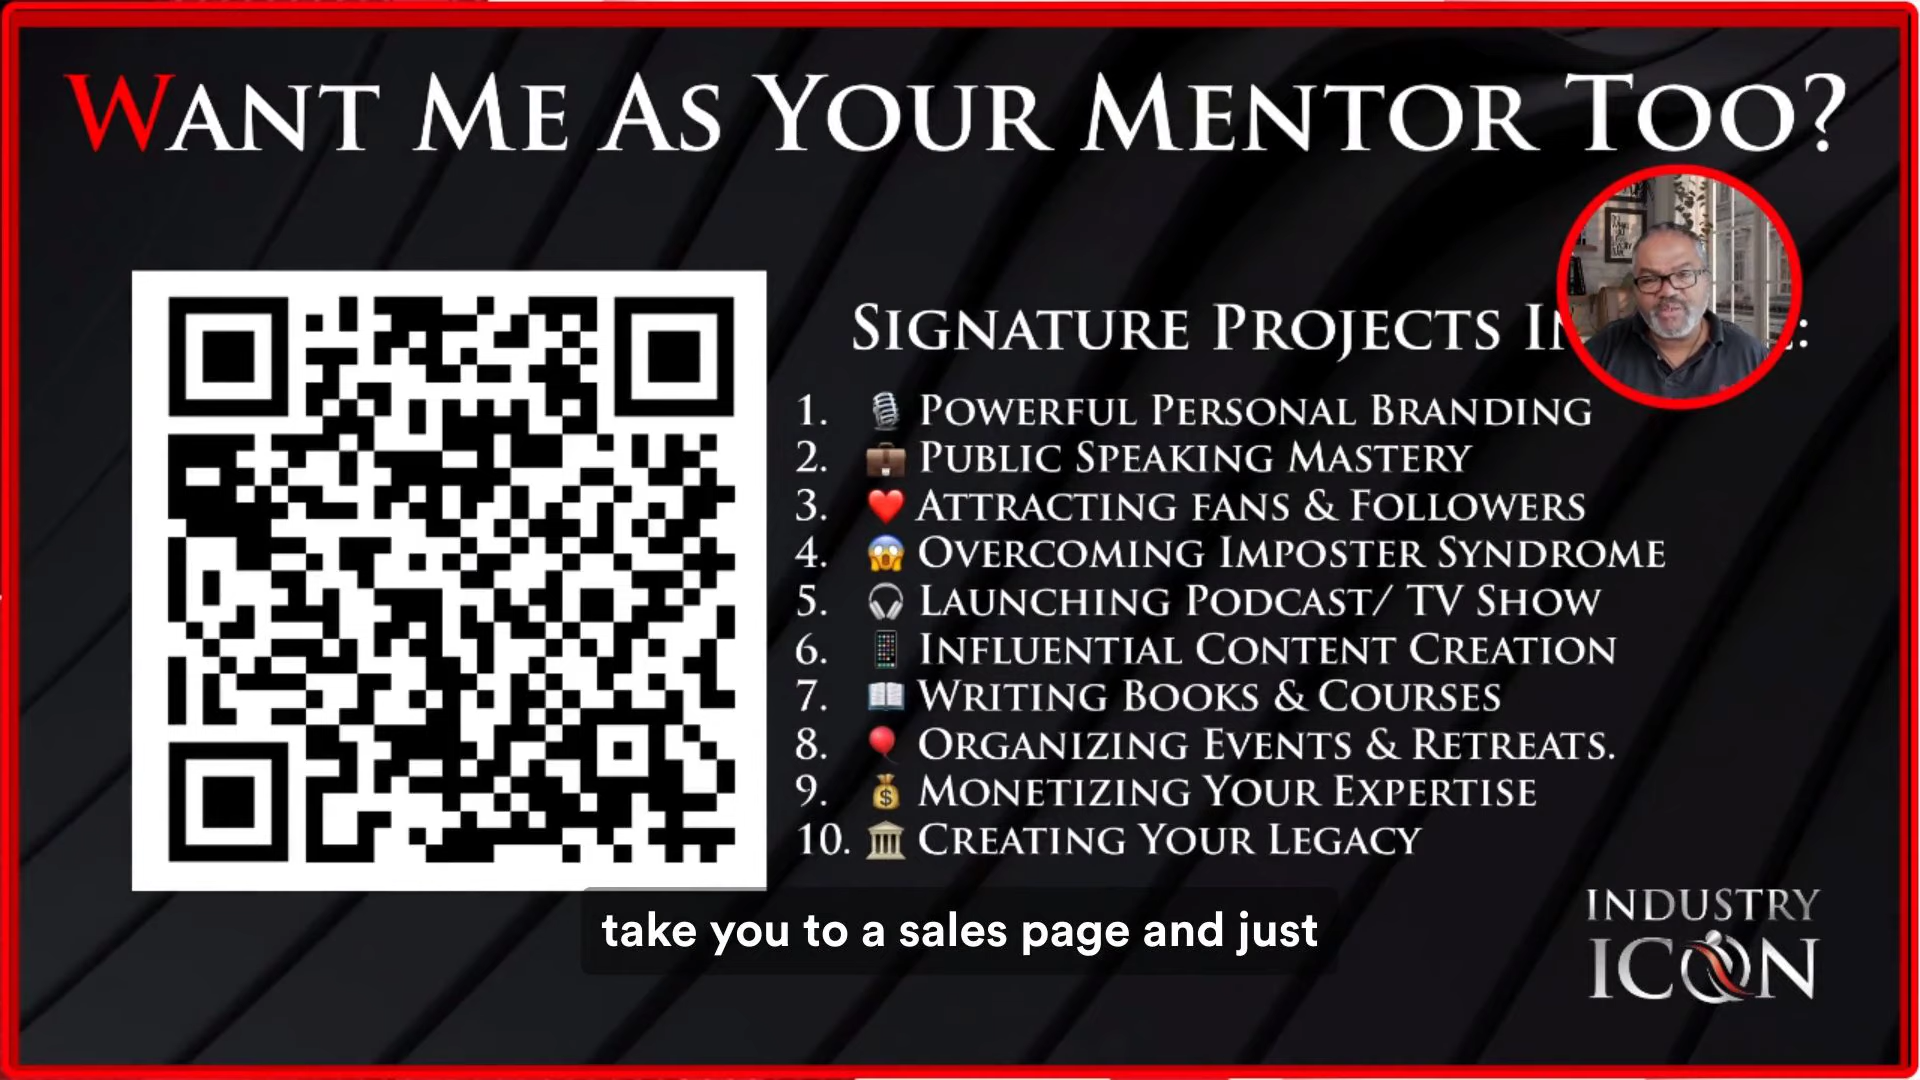 WANT ME AS YOUR MENTOR TOO?
SIGNATURE PROJECTS
1. 🎙️ POWERFUL PERSONAL BRANDING
2. 💼 PUBLIC SPEAKING MASTERY
3. ❤️ ATTRACTING FANS & FOLLOWERS
4. 😱 OVERCOMING IMPOSTER SYNDROME
5. 🎧 LAUNCHING PODCAST/ TV SHOW
6. 📱 INFLUENTIAL CONTENT CREATION
7. 📖 WRITING BOOKS & COURSES
8. 🎈 ORGANIZING EVENTS & RETREATS.
9. 💰 MONETIZING YOUR EXPERTISE
10. 🏛️ CREATING YOUR LEGACY
take you to a sales page and just
INDUSTRY
ICON